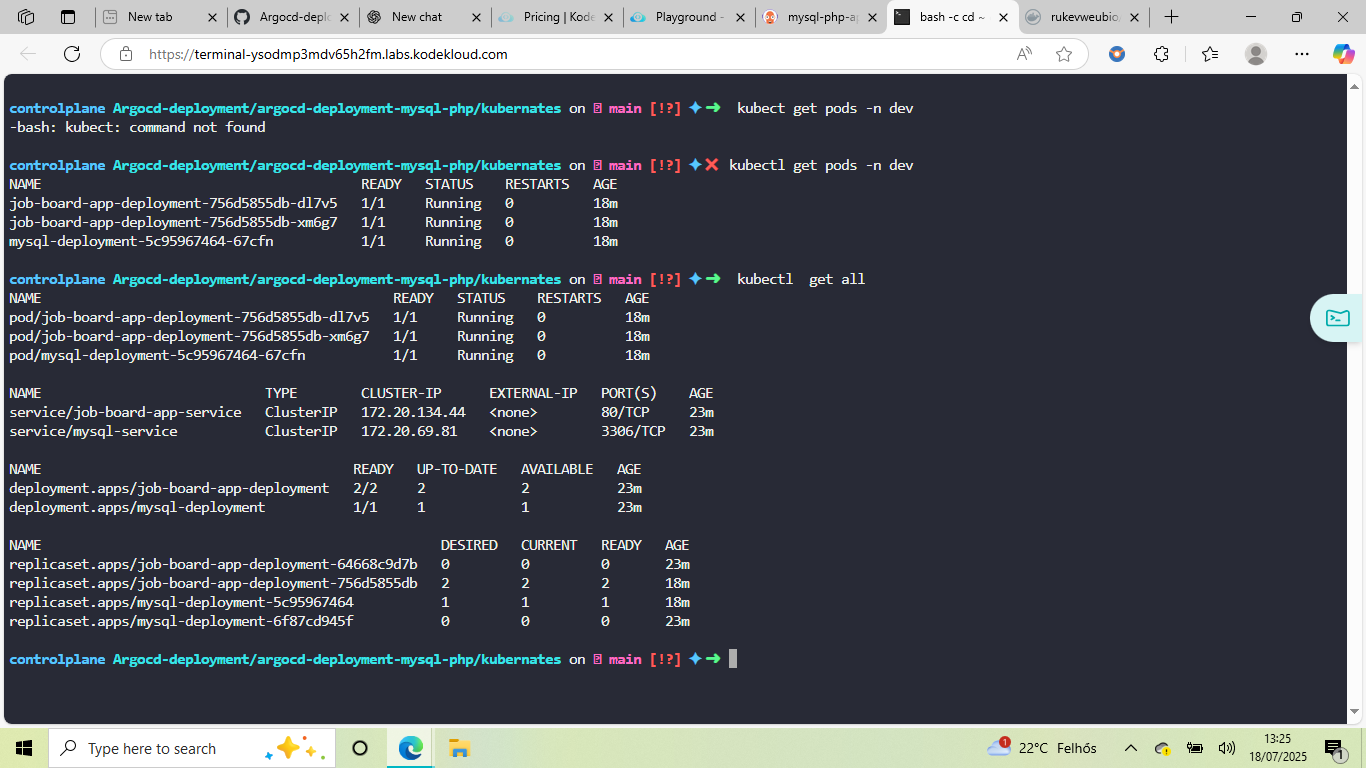 New tab
Argocd-depl
New chat
Pricing | Kode
Playground -
mysql-php-a
bash -c cd ~
rukevweubio
https://terminal-ysodmp3mdv65h2fm.labs.kodekloud.com
controlplane Argocd-deployment/argocd-deployment-mysql-php/kubernates on main [!?] ✦➜ kubect get pods -n dev
-bash: kubect: command not found
controlplane Argocd-deployment/argocd-deployment-mysql-php/kubernates on main [!?] ✦✖ kubectl get pods -n dev
NAME READY STATUS RESTARTS AGE
job-board-app-deployment-756d5855db-dl7v5 1/1 Running 0 18m
job-board-app-deployment-756d5855db-xm6g7 1/1 Running 0 18m
mysql-deployment-5c95967464-67cfn 1/1 Running 0 18m
controlplane Argocd-deployment/argocd-deployment-mysql-php/kubernates on main [!?] ✦➜ kubectl  get all
NAME READY STATUS RESTARTS AGE
pod/job-board-app-deployment-756d5855db-dl7v5 1/1 Running 0 18m
pod/job-board-app-deployment-756d5855db-xm6g7 1/1 Running 0 18m
pod/mysql-deployment-5c95967464-67cfn 1/1 Running 0 18m
NAME TYPE CLUSTER-IP EXTERNAL-IP PORT(S) AGE
service/job-board-app-service ClusterIP 172.20.134.44 <none> 80/TCP 23m
service/mysql-service ClusterIP 172.20.69.81 <none> 3306/TCP 23m
NAME READY UP-TO-DATE AVAILABLE AGE
deployment.apps/job-board-app-deployment 2/2 2 2 23m
deployment.apps/mysql-deployment 1/1 1 1 23m
NAME DESIRED CURRENT READY AGE
replicaset.apps/job-board-app-deployment-64668c9d7b 0 0 0 23m
replicaset.apps/job-board-app-deployment-756d5855db 2 2 2 18m
replicaset.apps/mysql-deployment-5c95967464 1 1 1 18m
replicaset.apps/mysql-deployment-6f87cd945f 0 0 0 23m
controlplane Argocd-deployment/argocd-deployment-mysql-php/kubernates on main [!?] ✦➜
Type here to search
1
22°C Felhős
13:25
18/07/2025
1